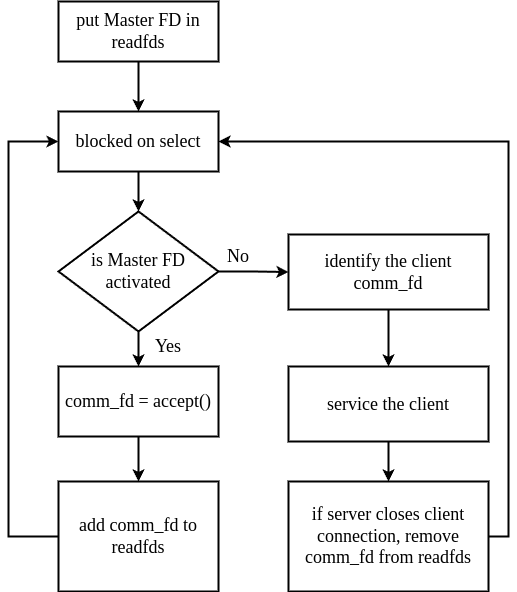 put Master FD in
readfds
blocked on select
is Master FD
activated
No
identify the client
comm_fd
Yes
comm_fd = accept()
service the client
add comm_fd to
readfds
if server closes client
connection, remove
comm_fd from readfds